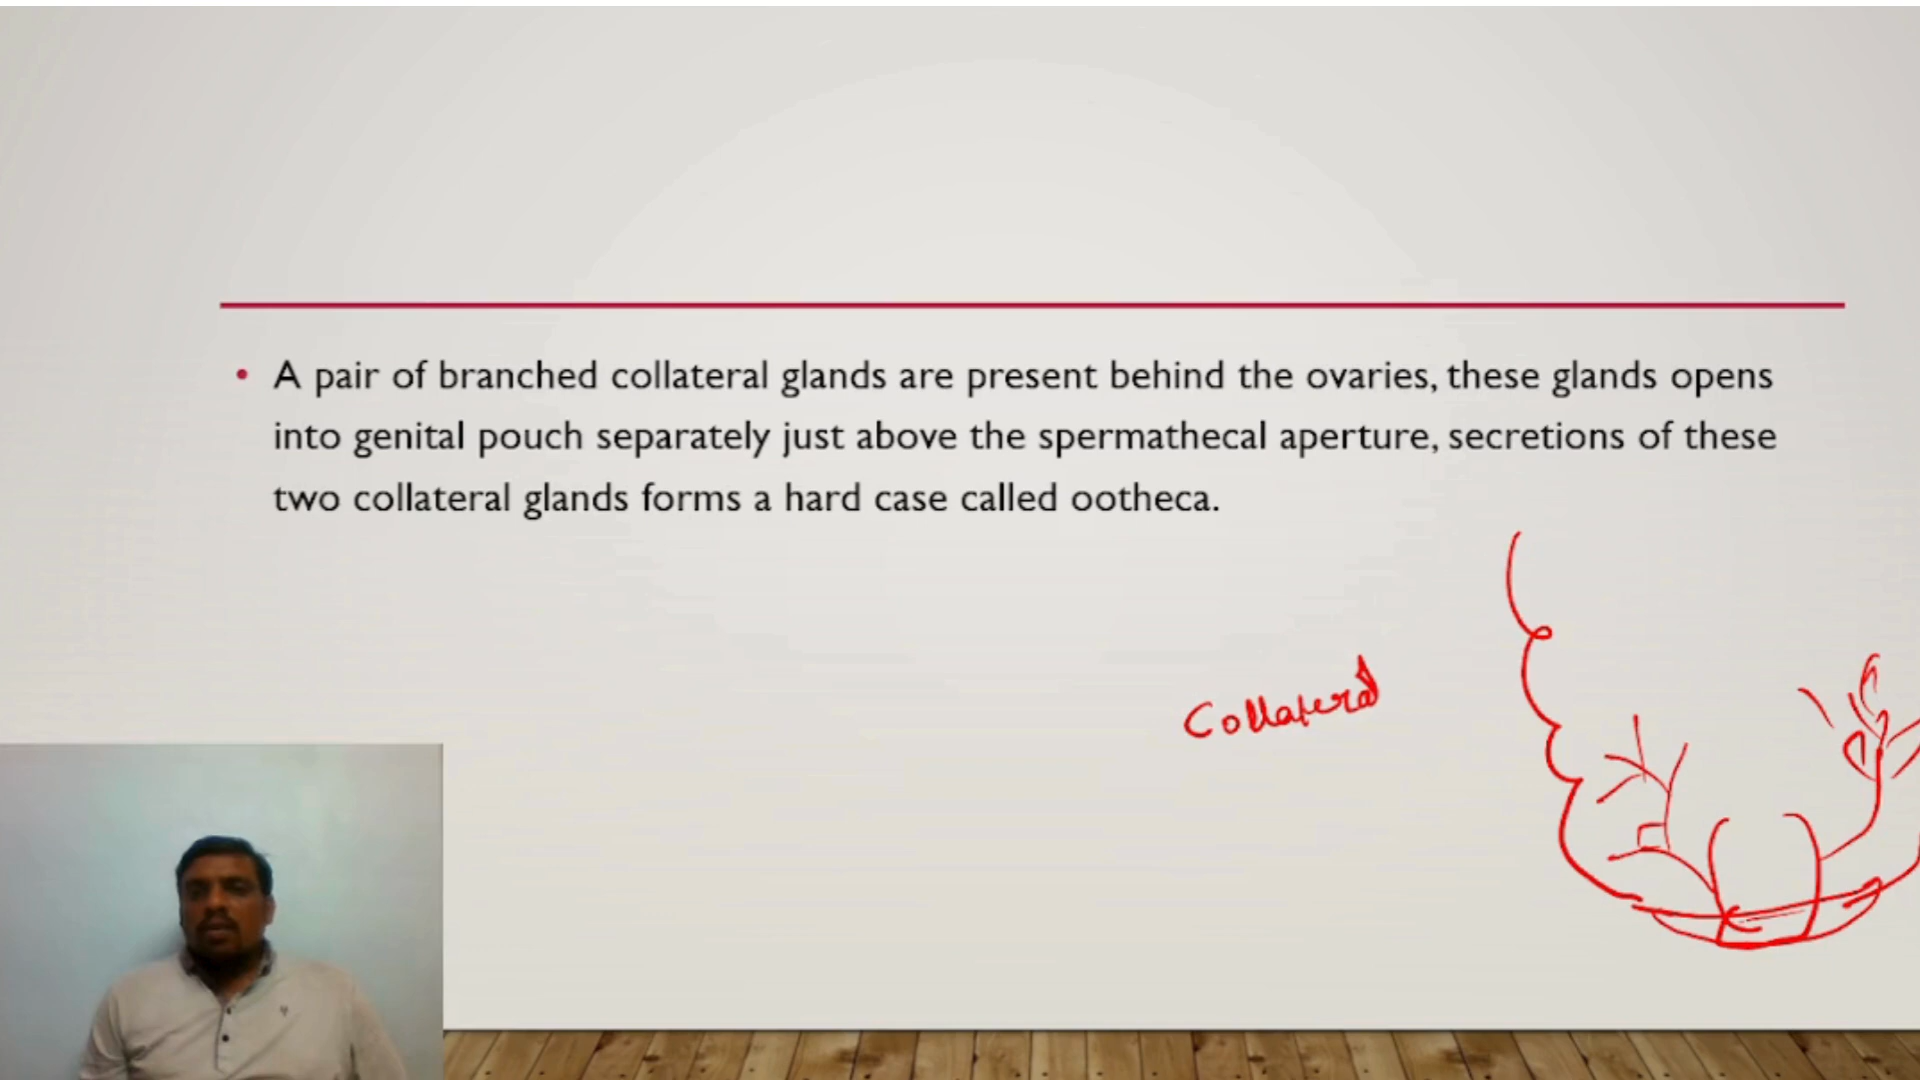 • A pair of branched collateral glands are present behind the ovaries, these glands opens
into genital pouch separately just above the spermathecal aperture, secretions of these
two collateral glands forms a hard case called ootheca.
Collateral